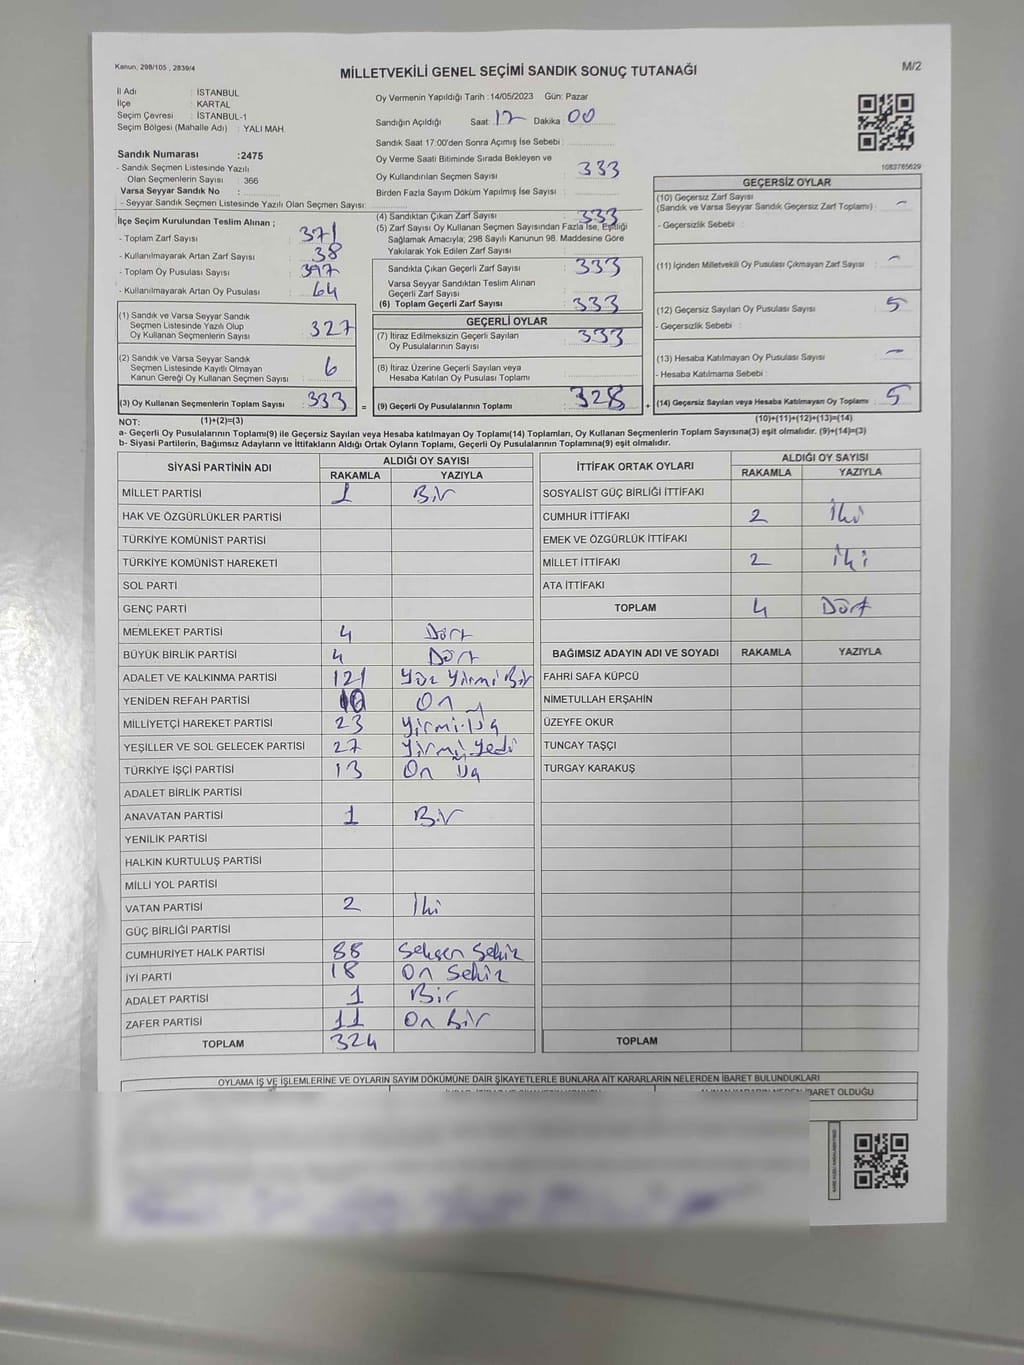 Kanun, 298/105 , 2839/4
MİLLETVEKİLİ GENEL SEÇİMİ SANDIK SONUÇ TUTANAĞI
M/2
İl Adı : İSTANBUL
İlçe : KARTAL
Seçim Çevresi : İSTANBUL-1
Seçim Bölgesi (Mahalle Adı) : YALI MAH.
Sandık Numarası :2475
- Sandık Seçmen Listesinde Yazılı
Olan Seçmenlerin Sayısı : 366
Varsa Seyyar Sandık No :
- Seyyar Sandık Seçmen Listesinde Yazılı Olan Seçmen Sayısı:
İlçe Seçim Kurulundan Teslim Alınan ;
- Toplam Zarf Sayısı : 371
- Kullanılmayarak Artan Zarf Sayısı : 38
- Toplam Oy Pusulası Sayısı : 397
- Kullanılmayarak Artan Oy Pusulası : 64
(1) Sandık ve Varsa Seyyar Sandık
Seçmen Listesinde Yazılı Olup
Oy Kullanan Seçmenlerin Sayısı : 327
(2) Sandık ve Varsa Seyyar Sandık
Seçmen Listesinde Kayıtlı Olmayan
Kanun Gereği Oy Kullanan Seçmen Sayısı : 6
(3) Oy Kullanan Seçmenlerin Toplam Sayısı : 333 =
Oy Vermenin Yapıldığı Tarih :14/05/2023 Gün: Pazar
Sandığın Açıldığı Saat: 17 Dakika: 00
Sandık Saat 17:00'den Sonra Açımış İse Sebebi :
Oy Verme Saati Bitiminde Sırada Bekleyen ve
Oy Kullandırılan Seçmen Sayısı : 333
Birden Fazla Sayım Döküm Yapılmış İse Sayısı :
(4) Sandıktan Çıkan Zarf Sayısı : 333
(5) Zarf Sayısı Oy Kullanan Seçmen Sayısından Fazla İse, Eşitliği
Sağlamak Amacıyla, 298 Sayılı Kanunun 98. Maddesine Göre
Yakılarak Yok Edilen Zarf Sayısı :
Sandıkta Çıkan Geçerli Zarf Sayısı : 333
Varsa Seyyar Sandıktan Teslim Alınan
Geçerli Zarf Sayısı :
(6) Toplam Geçerli Zarf Sayısı : 333
GEÇERLİ OYLAR
(7) İtiraz Edilmeksizin Geçerli Sayılan
Oy Pusulalarının Sayısı : 333
(8) İtiraz Üzerine Geçerli Sayılan veya
Hesaba Katılan Oy Pusulası Toplamı :
(9) Geçerli Oy Pusulalarının Toplamı : 328 +
1083765629
GEÇERSİZ OYLAR
(10) Geçersiz Zarf Sayısı
(Sandık ve Varsa Seyyar Sandık Geçersiz Zarf Toplamı) : -
- Geçersizlik Sebebi :
(11) İçinden Milletvekili Oy Pusulası Çıkmayan Zarf Sayısı : -
(12) Geçersiz Sayılan Oy Pusulası Sayısı : 5
- Geçersizlik Sebebi :
(13) Hesaba Katılmayan Oy Pusulası Sayısı : -
- Hesaba Katılmama Sebebi :
(14) Geçersiz Sayılan veya Hesaba Katılmayan Oy Toplamı : 5
NOT: (1)+(2)=(3) (10)+(11)+(12)+(13)=(14)
a- Geçerli Oy Pusulalarının Toplamı(9) ile Geçersiz Sayılan veya Hesaba katılmayan Oy Toplamı(14) Toplamları, Oy Kullanan Seçmenlerin Toplam Sayısına(3) eşit olmalıdır. (9)+(14)=(3)
b- Siyasi Partilerin, Bağımsız Adayların ve İttifakların Aldığı Ortak Oyların Toplamı, Geçerli Oy Pusulalarının Toplamına(9) eşit olmalıdır.
SİYASİ PARTİNİN ADI ALDIĞI OY SAYISI
RAKAMLA YAZIYLA
MİLLET PARTİSİ 1 Bir
HAK VE ÖZGÜRLÜKLER PARTİSİ
TÜRKİYE KOMÜNİST PARTİSİ
TÜRKİYE KOMÜNİST HAREKETİ
SOL PARTİ
GENÇ PARTİ
MEMLEKET PARTİSİ 4 Dört
BÜYÜK BİRLİK PARTİSİ 4 Dört
ADALET VE KALKINMA PARTİSİ 121 Yüz Yirmi Bir
YENİDEN REFAH PARTİSİ 10 On
MİLLİYETÇİ HAREKET PARTİSİ 23 Yirmi Üç
YEŞİLLER VE SOL GELECEK PARTİSİ 27 Yirmi Yedi
TÜRKİYE İŞÇİ PARTİSİ 13 On Üç
ADALET BİRLİK PARTİSİ
ANAVATAN PARTİSİ 1 Bir
YENİLİK PARTİSİ
HALKIN KURTULUŞ PARTİSİ
MİLLİ YOL PARTİSİ
VATAN PARTİSİ 2 İki
GÜÇ BİRLİĞİ PARTİSİ
CUMHURİYET HALK PARTİSİ 88 Seksen Sekiz
İYİ PARTİ 18 On Sekiz
ADALET PARTİSİ 1 Bir
ZAFER PARTİSİ 11 On Bir
TOPLAM 324
İTTİFAK ORTAK OYLARI ALDIĞI OY SAYISI
RAKAMLA YAZIYLA
SOSYALİST GÜÇ BİRLİĞİ İTTİFAKI
CUMHUR İTTİFAKI 2 İki
EMEK VE ÖZGÜRLÜK İTTİFAKI
MİLLET İTTİFAKI 2 İki
ATA İTTİFAKI
TOPLAM 4 Dört
BAĞIMSIZ ADAYIN ADI VE SOYADI RAKAMLA YAZIYLA
FAHRİ SAFA KÜPCÜ
NİMETULLAH ERŞAHİN
ÜZEYFE OKUR
TUNCAY TAŞÇI
TURGAY KARAKUŞ
TOPLAM
OYLAMA İŞ VE İŞLEMLERİNE VE OYLARIN SAYIM DÖKÜMÜNE DAİR ŞİKAYETLERLE BUNLARA AİT KARARLARIN NELERDEN İBARET BULUNDUKLARI
İBARET OLDUĞU